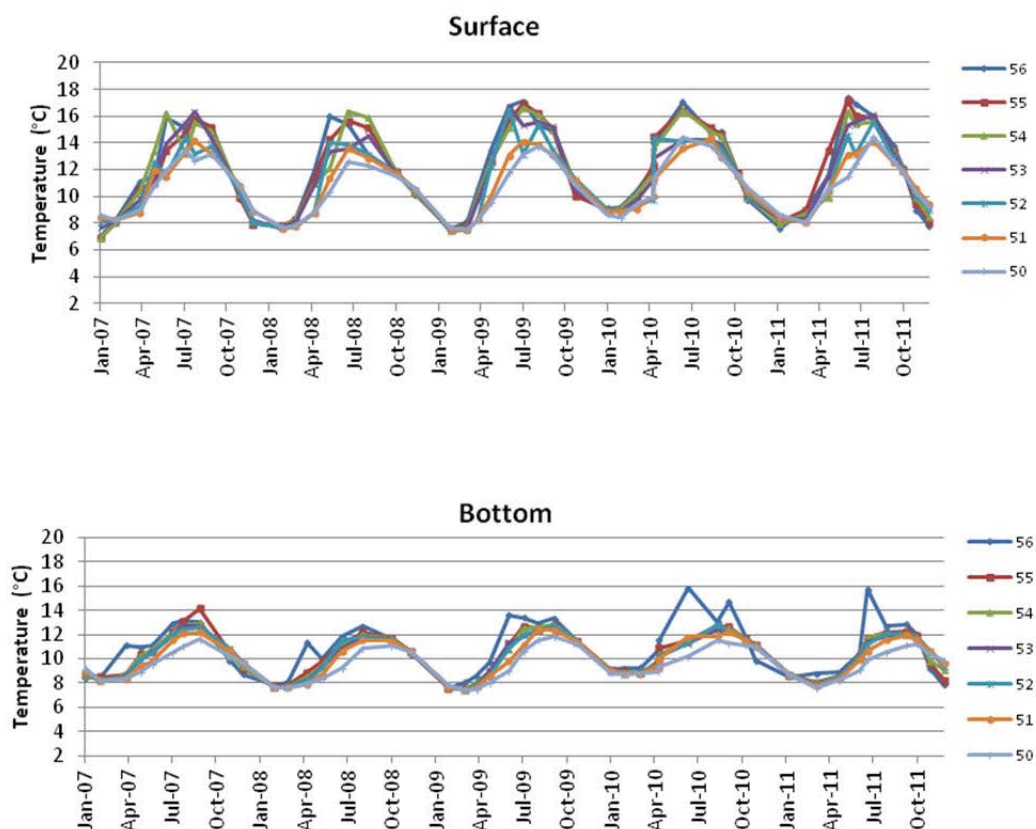 Surface
Temperature (°C)
20
18
16
14
12
10
8
6
4
2
Jan-07
Apr-07
Jul-07
Oct-07
Jan-08
Apr-08
Jul-08
Oct-08
Jan-09
Apr-09
Jul-09
Oct-09
Jan-10
Apr-10
Jul-10
Oct-10
Jan-11
Apr-11
Jul-11
Oct-11
56
55
54
53
52
51
50
Bottom
Temperature (°C)
20
18
16
14
12
10
8
6
4
2
Jan-07
Apr-07
Jul-07
Oct-07
Jan-08
Apr-08
Jul-08
Oct-08
Jan-09
Apr-09
Jul-09
Oct-09
Jan-10
Apr-10
Jul-10
Oct-10
Jan-11
Apr-11
Jul-11
Oct-11
56
55
54
53
52
51
50